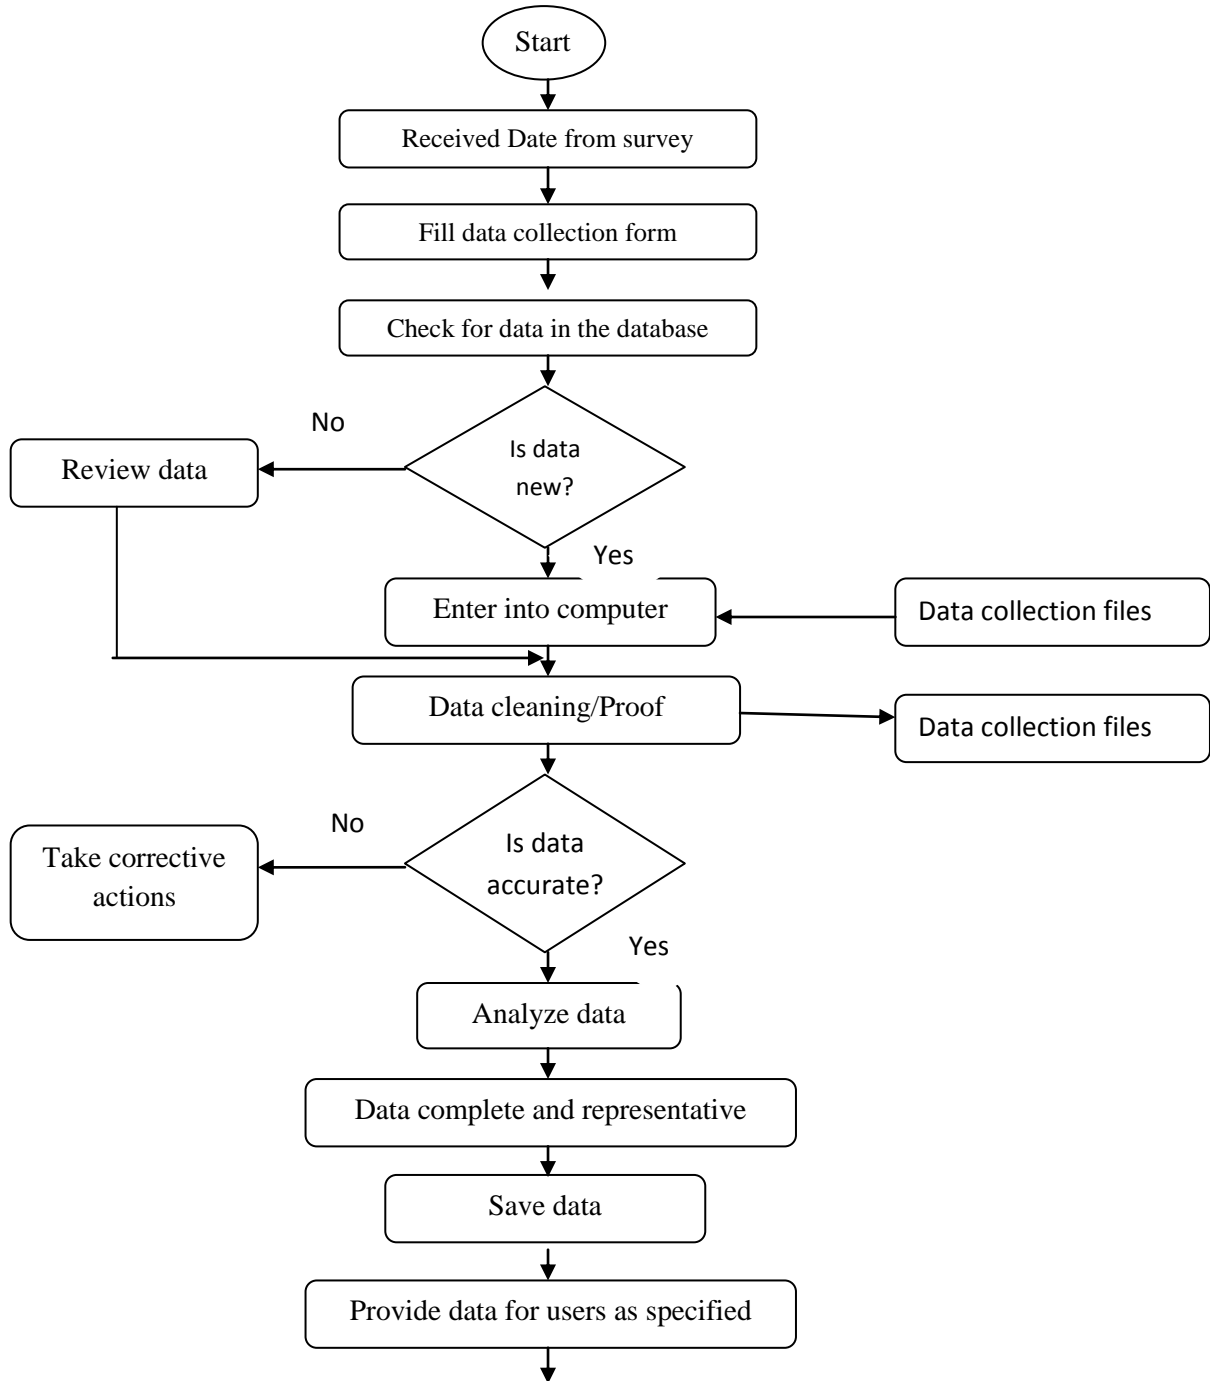 Start
Received Date from survey
Fill data collection form
Check for data in the database
No
Is data
new?
Review data
Yes
Enter into computer
Data collection files
Data cleaning/Proof
Data collection files
No
Is data
accurate?
Take corrective
actions
Yes
Analyze data
Data complete and representative
Save data
Provide data for users as specified